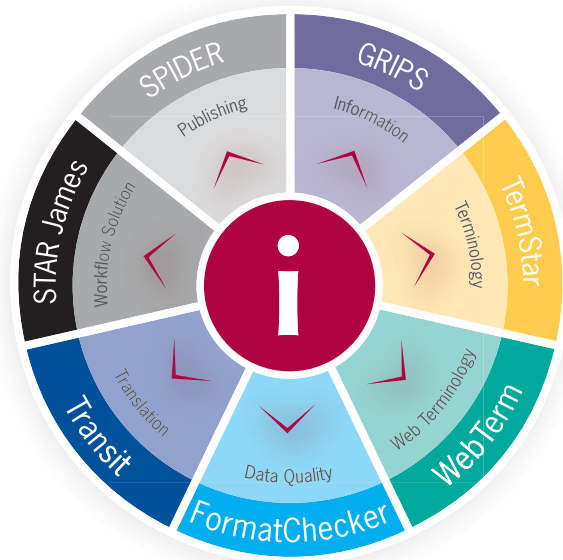 SPIDER
Publishing
GRIPS
Information
TermStar
Terminology
WebTerm
Web Terminology
FormatChecker
Data Quality
Transit
Translation
STAR James
Workflow Solution
i